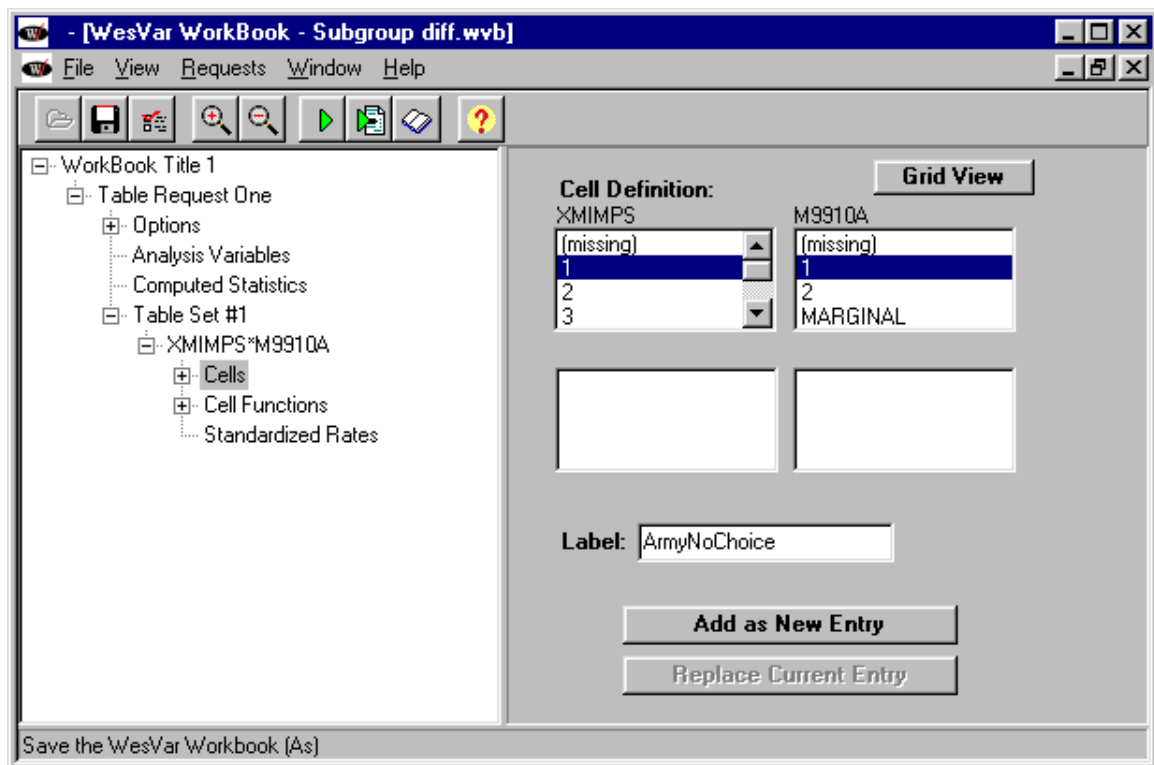 - [WesVar WorkBook - Subgroup diff.wvb]
File View Requests Window Help
WorkBook Title 1
Table Request One
Options
Analysis Variables
Computed Statistics
Table Set #1
XMIMPS*M9910A
Cells
Cell Functions
Standardized Rates
Grid View
Cell Definition:
XMIMPS
(missing)
1
2
3
M9910A
(missing)
1
2
MARGINAL
Label: ArmyNoChoice
Add as New Entry
Replace Current Entry
Save the WesVar Workbook (As)